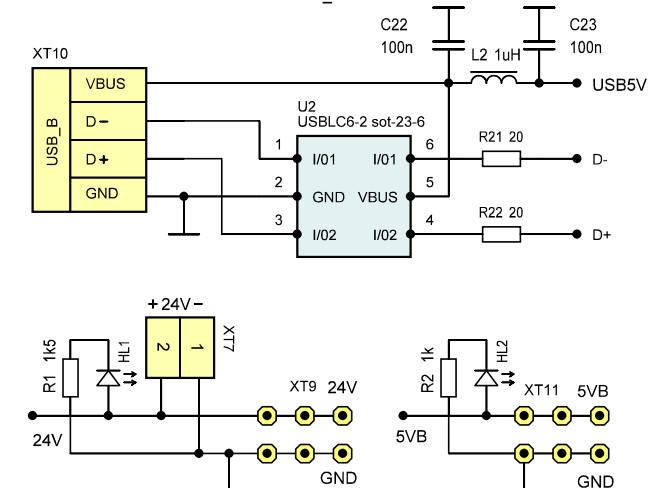 C22
100n
C23
100n
L2 1uH
XT10
USB_B
VBUS
D-
D+
GND
USB5V
U2
USBLC6-2 sot-23-6
1
2
3
I/01
GND
I/02
I/01
VBUS
I/02
6
5
4
R21 20
D-
R22 20
D+
+ 24V -
XT7
2
1
R1 1k5
HL1
XT9 24V
24V
GND
R2 1k
HL2
XT11 5VB
5VB
GND